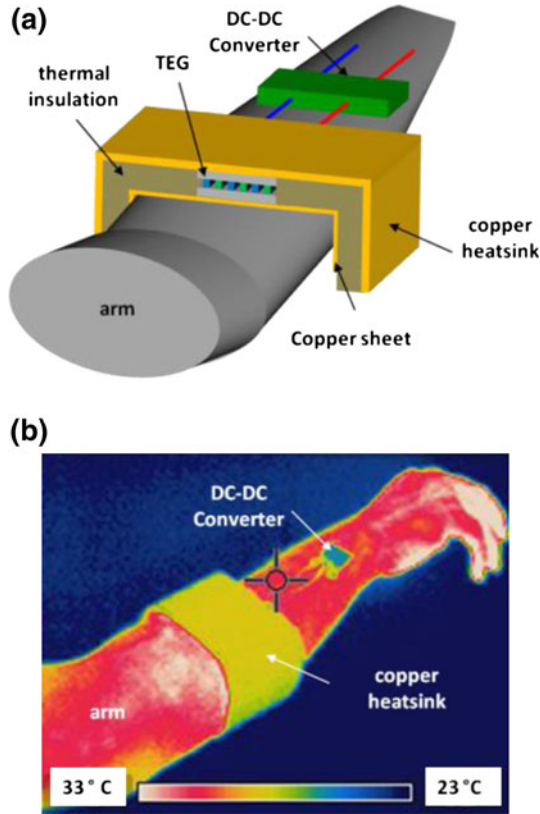 (a)
DC-DC
Converter
TEG
thermal
insulation
copper
heatsink
arm
Copper sheet
(b)
DC-DC
Converter
copper
heatsink
arm
33° C
23° C